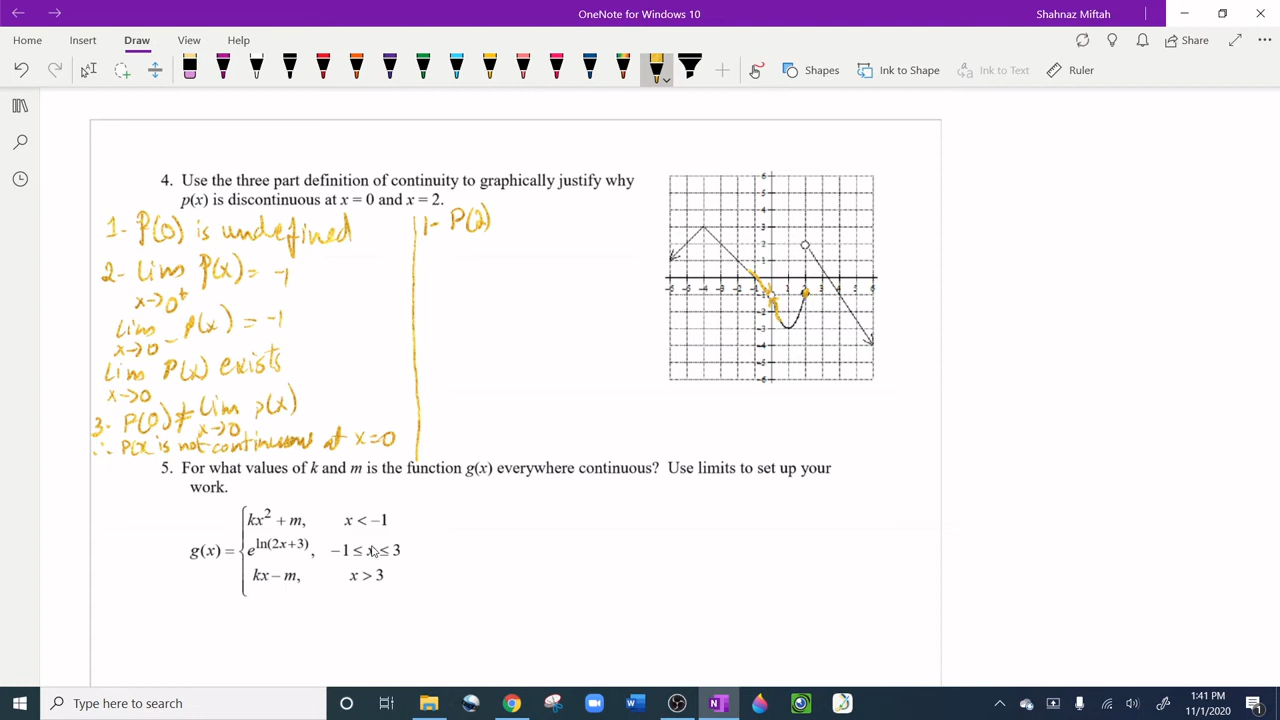 OneNote for Windows 10
Shahnaz Miftah
Home Insert Draw View Help
Share
Shapes
Ink to Shape
Ink to Text
Ruler
4. Use the three part definition of continuity to graphically justify why
p(x) is discontinuous at x = 0 and x = 2.
1- P(0) is undefined
2- lim P(x) = -1
x→0⁺
lim P(x) = -1
x→0⁻
lim P(x) exists
x→0
3. P(0) ≠ lim p(x)
x→0
∴ P(x is not continuous at x=0
1- P(2)
5. For what values of k and m is the function g(x) everywhere continuous? Use limits to set up your
work.
kx² + m, x < −1
g(x) = e^ln(2x+3), −1 ≤ x ≤ 3
kx − m, x > 3
Type here to search
1:41 PM
11/1/2020